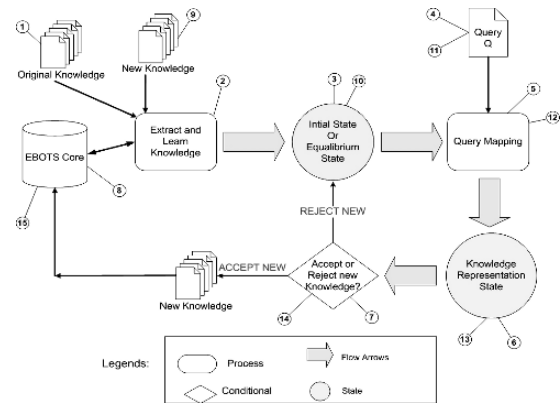 1
9
Original Knowledge
New Knowledge
4
11
Query
Q
2
3
10
5
12
Extract and
Learn Knowledge
Intial State
Or
Equalibrium
State
Query Mapping
EBOTS Core
8
15
REJECT NEW
ACCEPT NEW
Accept or
Reject new
Knowledge?
Knowledge
Representation
State
New Knowledge
14
7
13
6
Legends:
Process
Flow Arrows
Conditional
State